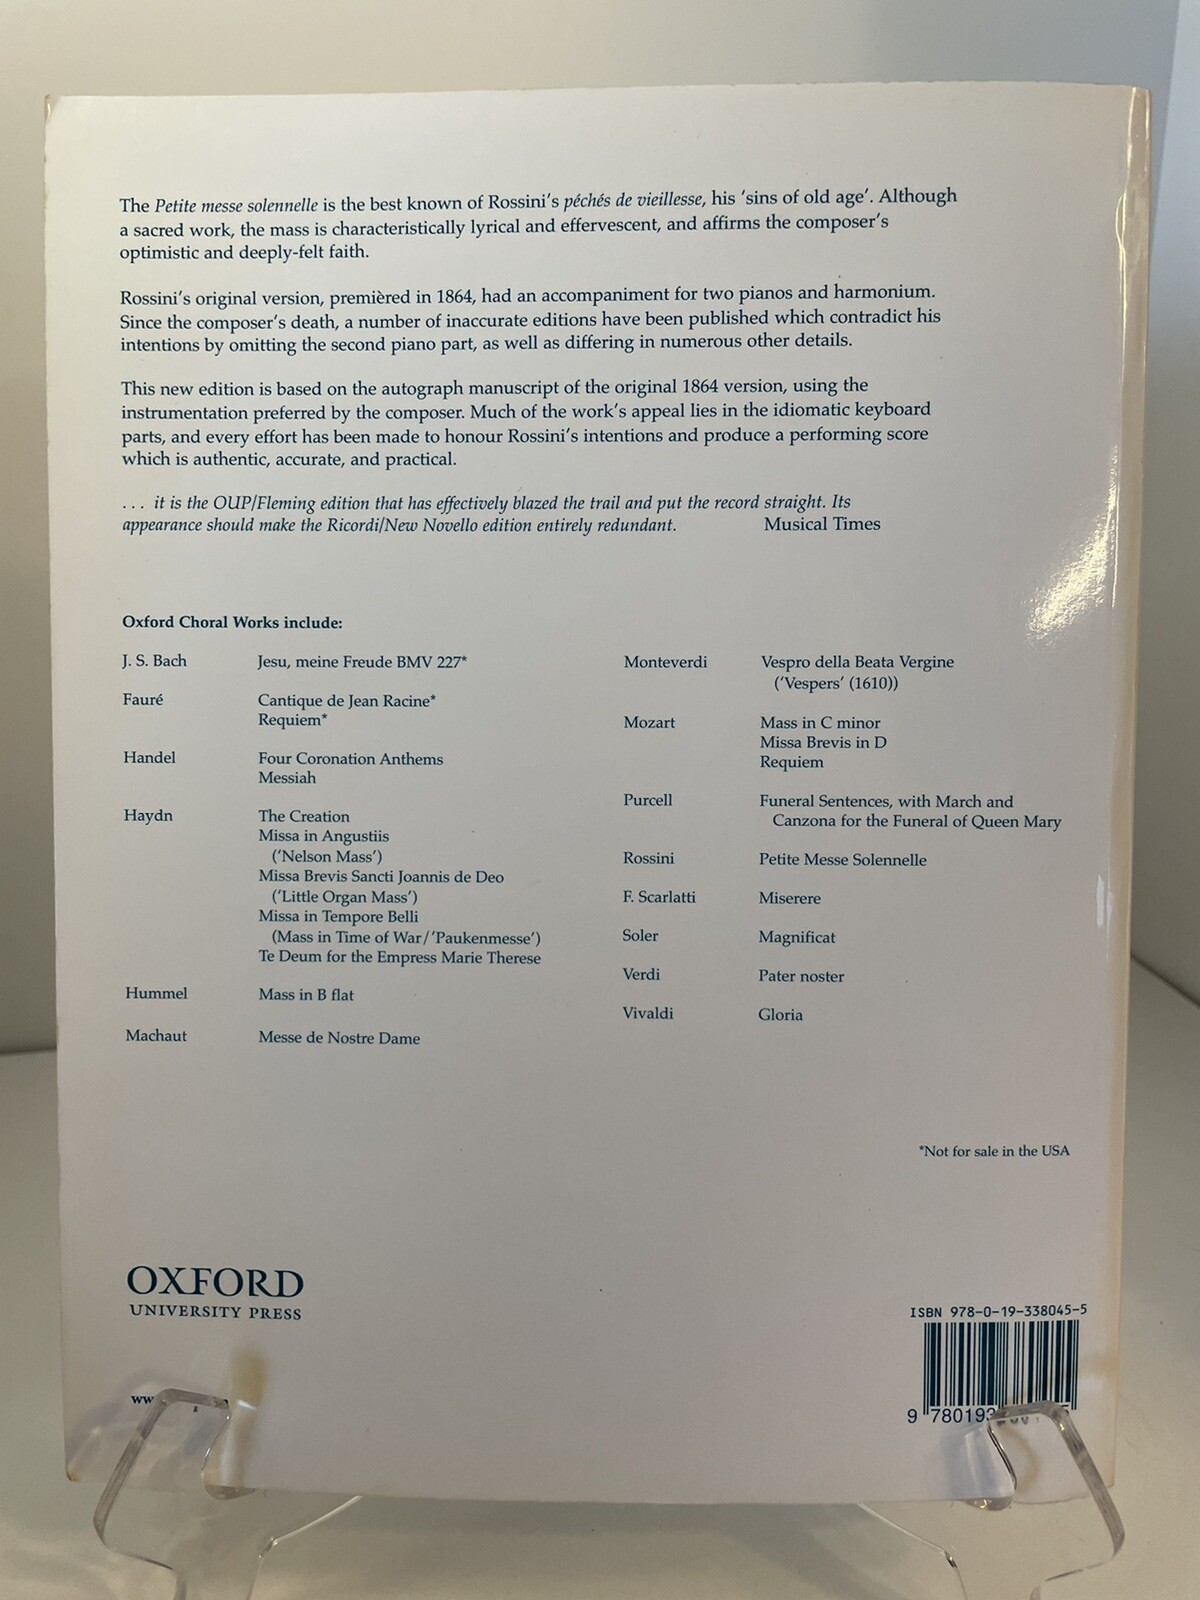 The Petite messe solennelle is the best known of Rossini's péchés de vieillesse, his 'sins of old age'. Although
a sacred work, the mass is characteristically lyrical and effervescent, and affirms the composer's
optimistic and deeply-felt faith.
Rossini's original version, premièred in 1864, had an accompaniment for two pianos and harmonium.
Since the composer's death, a number of inaccurate editions have been published which contradict his
intentions by omitting the second piano part, as well as differing in numerous other details.
This new edition is based on the autograph manuscript of the original 1864 version, using the
instrumentation preferred by the composer. Much of the work's appeal lies in the idiomatic keyboard
parts, and every effort has been made to honour Rossini's intentions and produce a performing score
which is authentic, accurate, and practical.
... it is the OUP/Fleming edition that has effectively blazed the trail and put the record straight. Its
appearance should make the Ricordi/New Novello edition entirely redundant. Musical Times
Oxford Choral Works include:
J. S. Bach Jesu, meine Freude BMV 227*
Fauré Cantique de Jean Racine*
Requiem*
Handel Four Coronation Anthems
Messiah
Haydn The Creation
Missa in Angustiis
('Nelson Mass')
Missa Brevis Sancti Joannis de Deo
('Little Organ Mass')
Missa in Tempore Belli
(Mass in Time of War/'Paukenmesse')
Te Deum for the Empress Marie Therese
Hummel Mass in B flat
Machaut Messe de Nostre Dame
Monteverdi Vespro della Beata Vergine
('Vespers' (1610))
Mozart Mass in C minor
Missa Brevis in D
Requiem
Purcell Funeral Sentences, with March and
Canzona for the Funeral of Queen Mary
Rossini Petite Messe Solennelle
F. Scarlatti Miserere
Soler Magnificat
Verdi Pater noster
Vivaldi Gloria
*Not for sale in the USA
OXFORD
UNIVERSITY PRESS
ISBN 978-0-19-338045-5